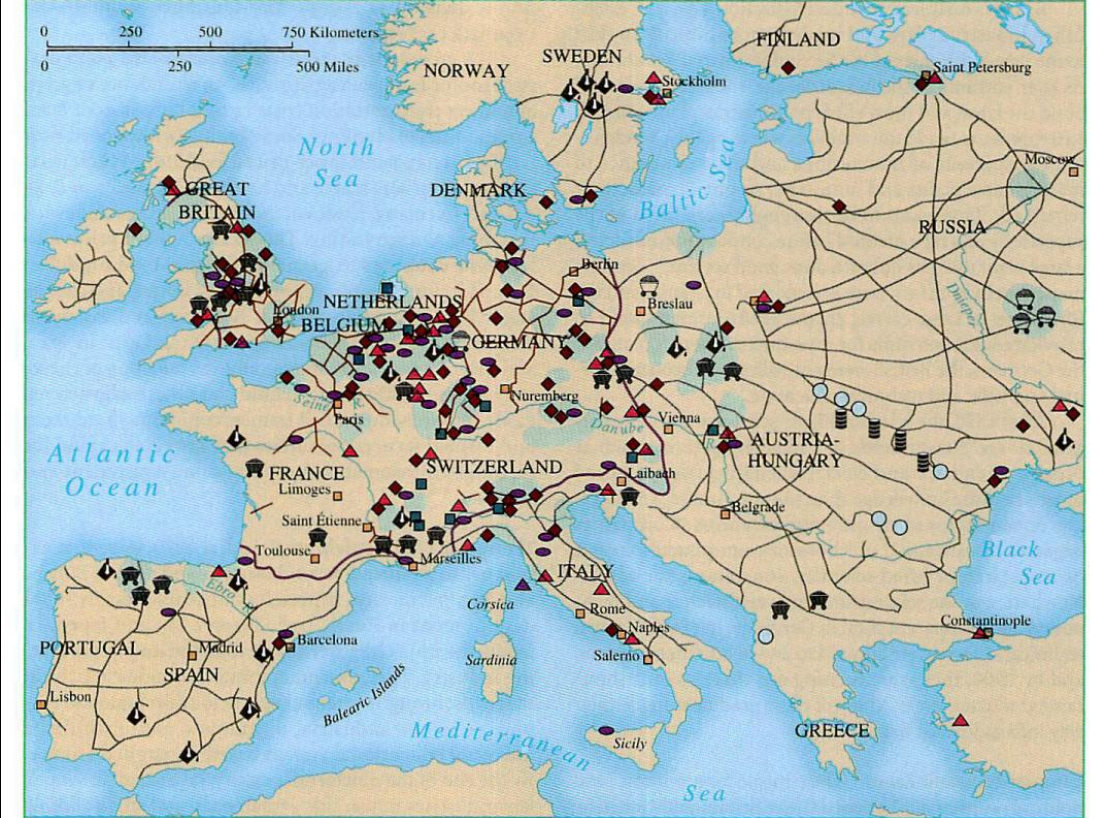 0 250 500 750 Kilometers
0 250 500 Miles
FINLAND
SWEDEN
NORWAY
Saint Petersburg
Stockholm
North
Sea
Moscow
Baltic Sea
GREAT
BRITAIN
DENMARK
RUSSIA
Berlin
Dnieper
R.
NETHERLANDS
London
Breslau
BELGIUM
GERMANY
Nuremberg
Seine R.
Paris
Danube
R.
Vienna
AUSTRIA-
HUNGARY
Atlantic
Ocean
FRANCE
SWITZERLAND
Laibach
Limoges
Belgrade
Saint Étienne
Toulouse
Marseilles
Black
Sea
ITALY
Ebro R.
Corsica
Rome
Constantinople
Naples
PORTUGAL
Madrid
Barcelona
SPAIN
Salerno
Sardinia
Lisbon
Balearic Islands
Mediterranean
Sea
Sicily
GREECE